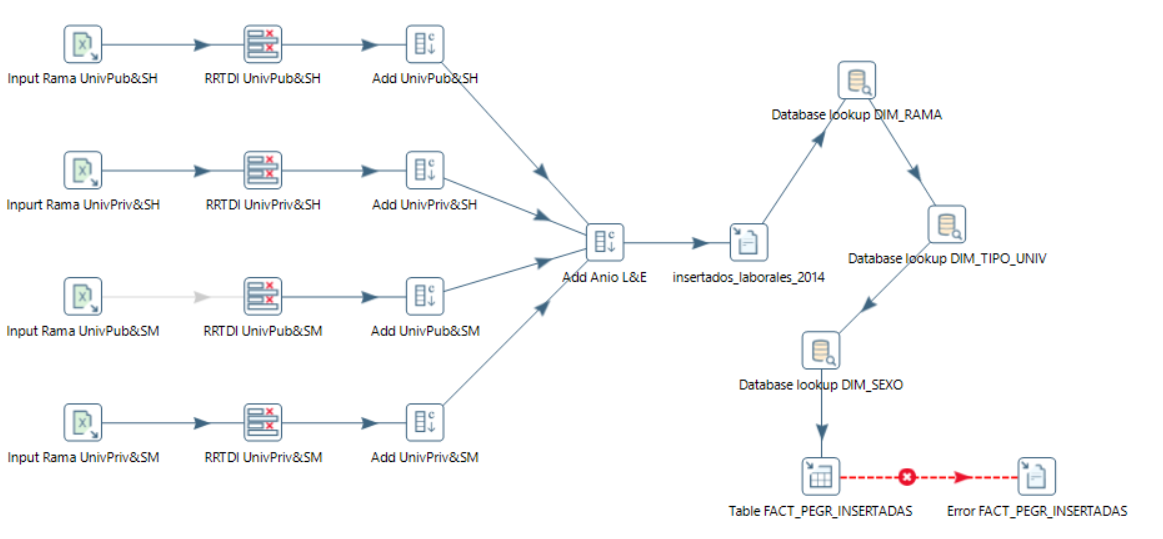 Input Rama UnivPub&SH
RRTDI UnivPub&SH
Add UnivPub&SH
Database lookup DIM_RAMA
Inpurt Rama UnivPriv&SH
RRTDI UnivPriv&SH
Add UnivPriv&SH
Database lookup DIM_TIPO_UNIV
Add Anio L&E
insertados_laborales_2014
Input Rama UnivPub&SM
RRTDI UnivPub&SM
Add UnivPub&SM
Database lookup DIM_SEXO
Input Rama UnivPriv&SM
RRTDI UnivPriv&SM
Add UnivPriv&SM
Table FACT_PEGR_INSERTADAS
Error FACT_PEGR_INSERTADAS